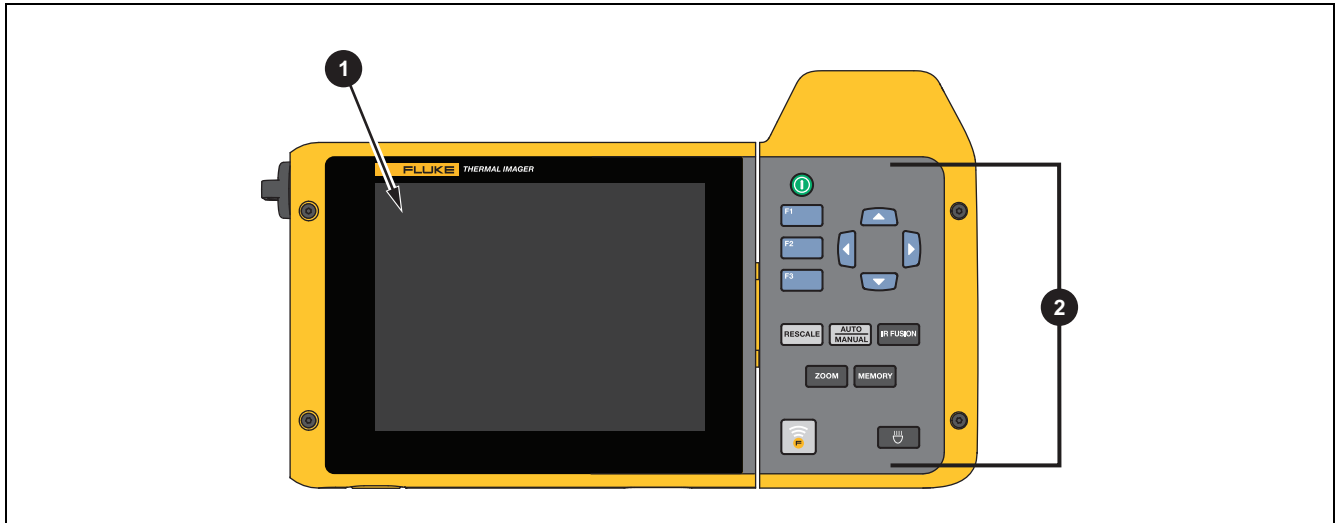 1
FLUKE THERMAL IMAGER
F1
F2
F3
2
RESCALE
AUTO
MANUAL
IR FUSION
ZOOM
MEMORY
F